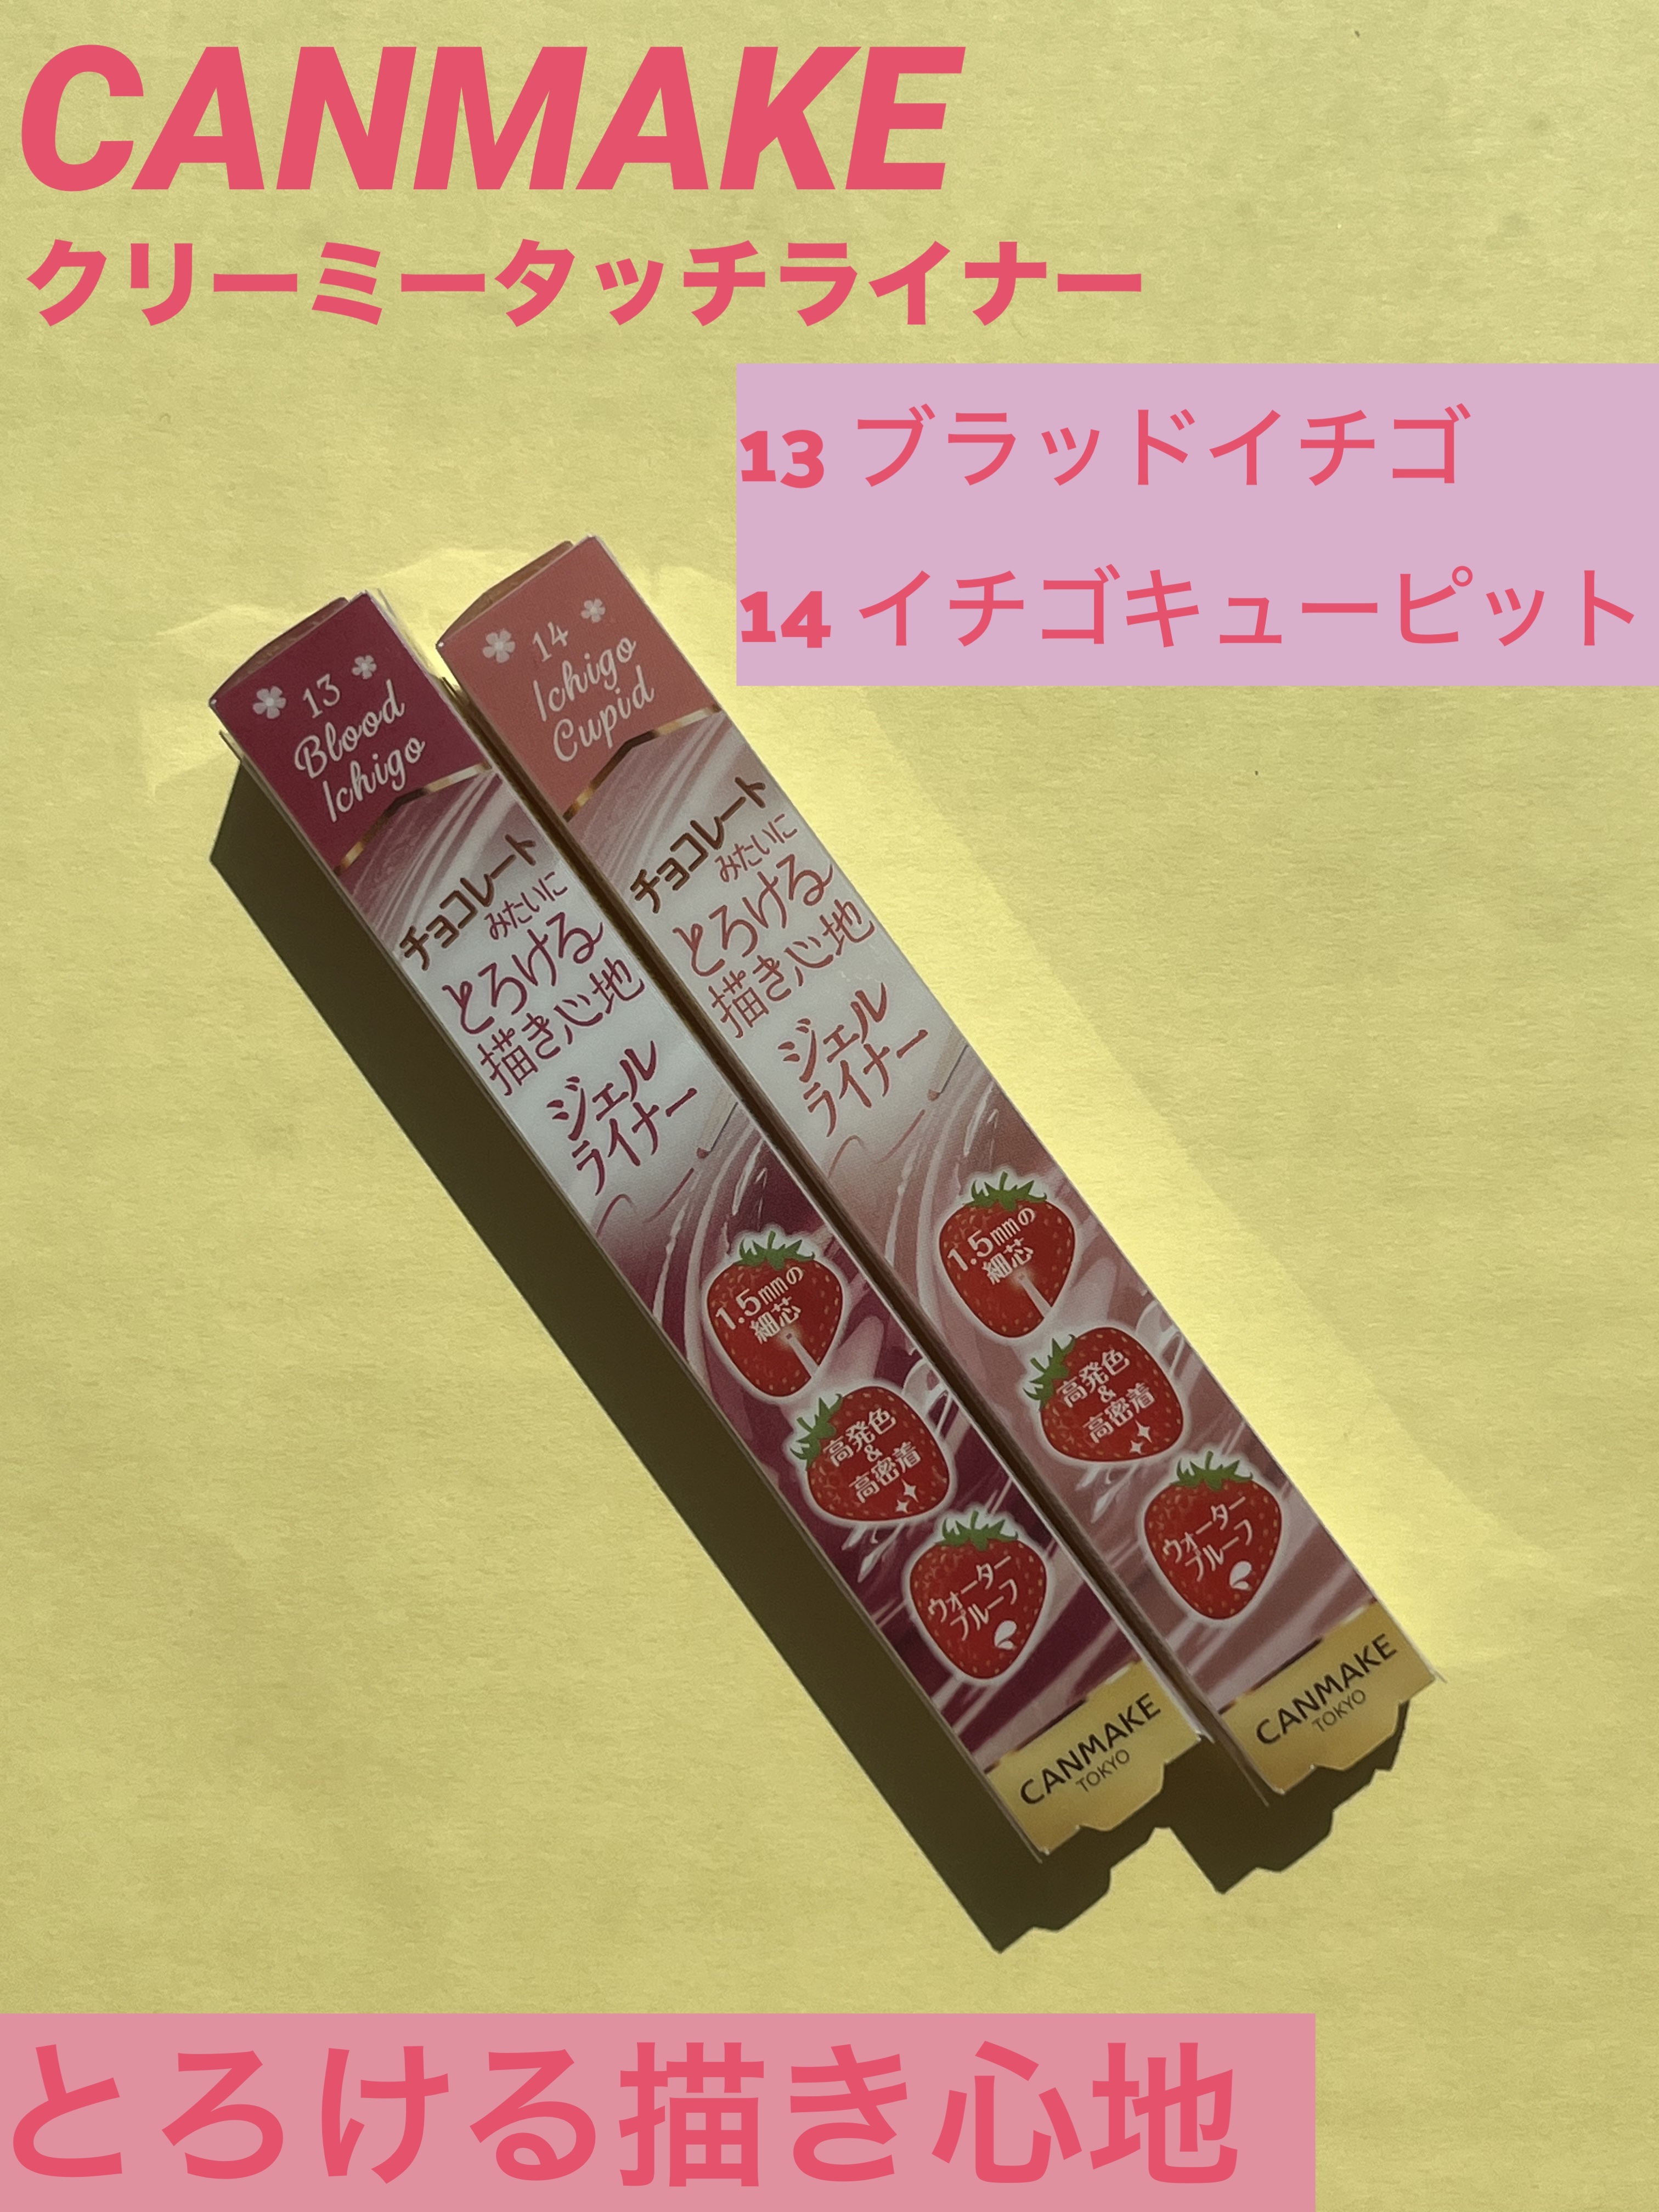 CANMAKE
クリーミータッチライナー
13 ブラッドイチゴ
14 イチゴキューピット
13
Blood
Ichigo
チョコレート
みたいに
とろける
描き心地
ジェル
ライナー
1.5mmの
細芯
高発色
&
高密着
ウォーター
プルーフ
CANMAKE
TOKYO
14
Ichigo
Cupid
チョコレート
みたいに
とろける
描き心地
ジェル
ライナー
1.5mmの
細芯
高発色
&
高密着
ウォーター
プルーフ
CANMAKE
TOKYO
とろける描き心地